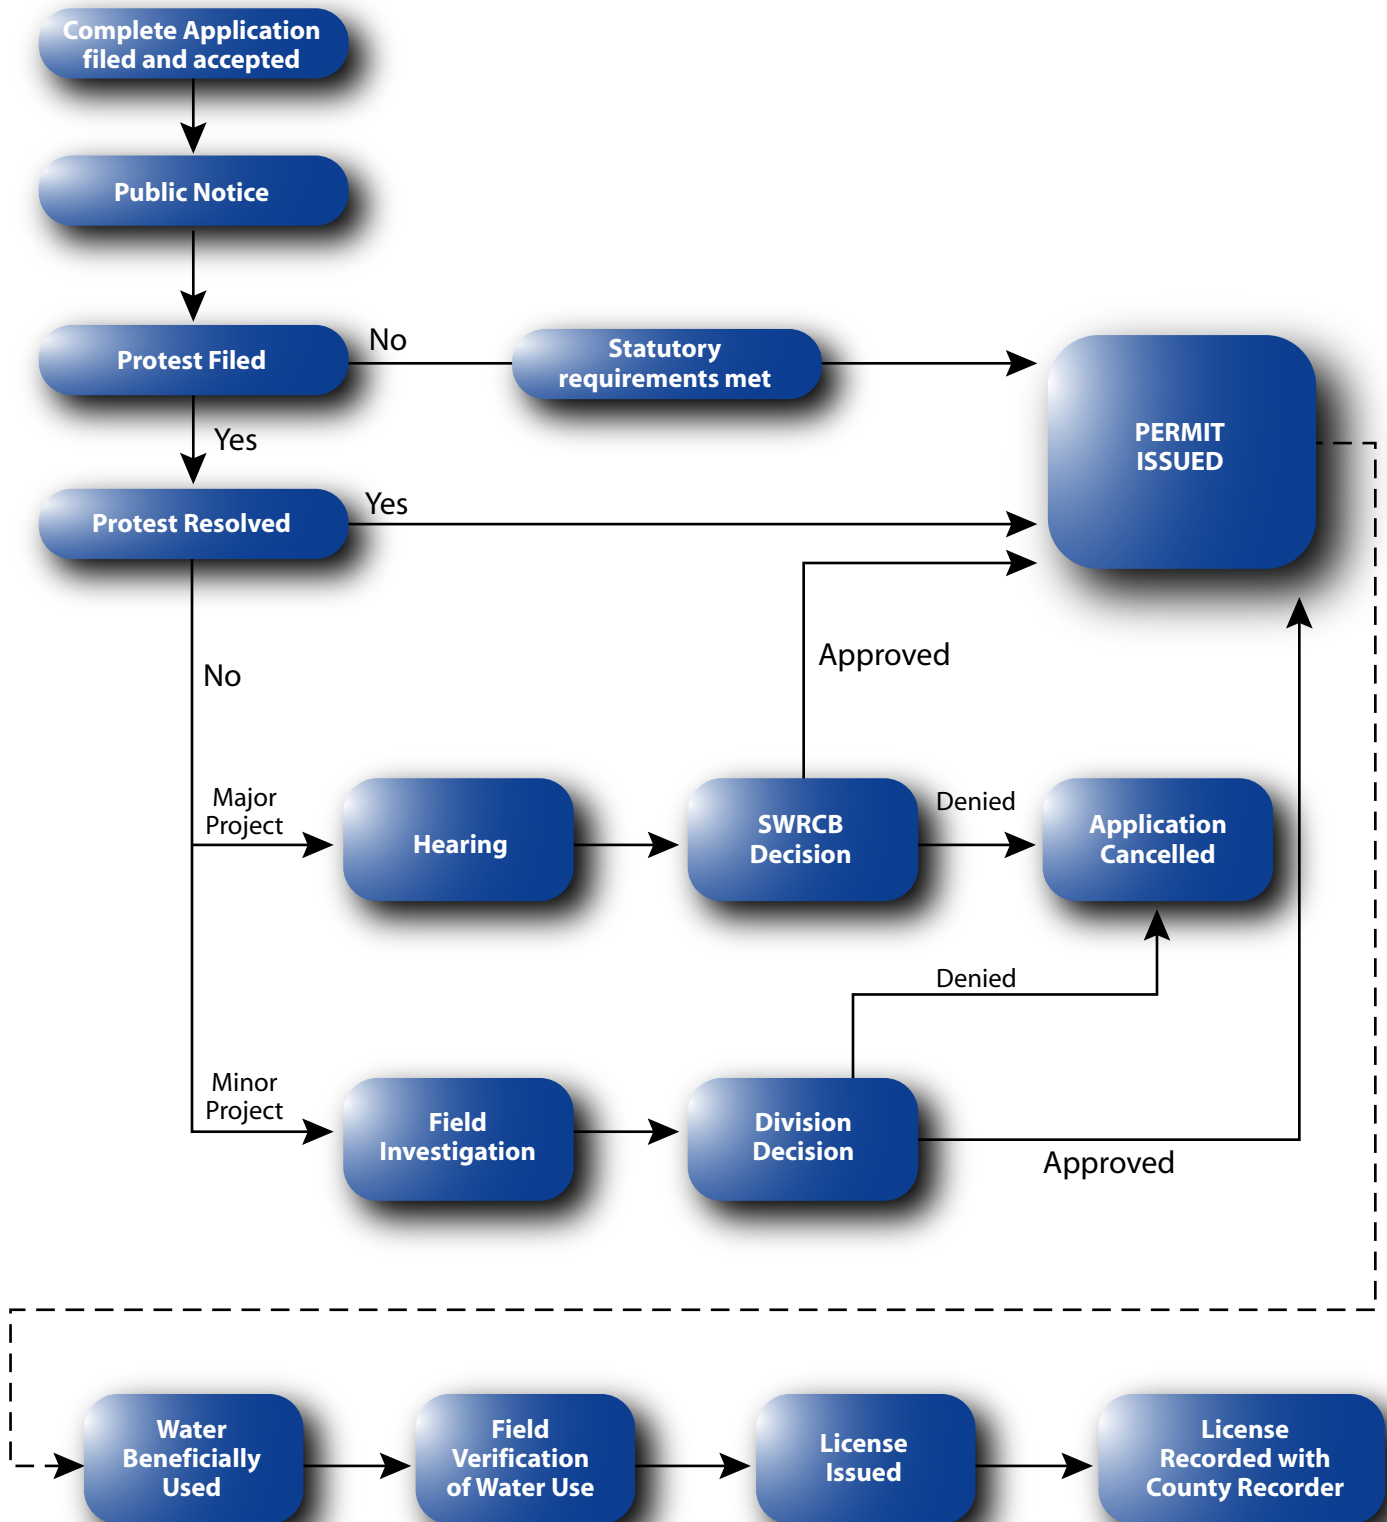 Complete Application
filed and accepted
Public Notice
Protest Filed
No
Statutory
requirements met
PERMIT
ISSUED
Yes
Protest Resolved
Yes
No
Approved
Major
Project
Hearing
SWRCB
Decision
Denied
Application
Cancelled
Denied
Minor
Project
Field
Investigation
Division
Decision
Approved
Water
Beneficially
Used
Field
Verification
of Water Use
License
Issued
License
Recorded with
County Recorder